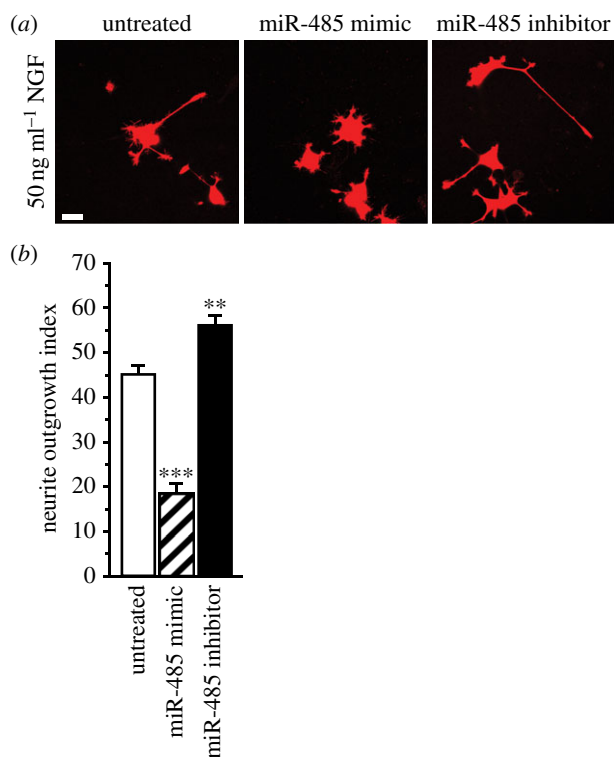 (a) untreated miR-485 mimic miR-485 inhibitor
50 ng ml⁻¹ NGF
(b)
neurite outgrowth index
70
60
50
40
30
20
10
0
**
***
untreated
miR-485 mimic
miR-485 inhibitor